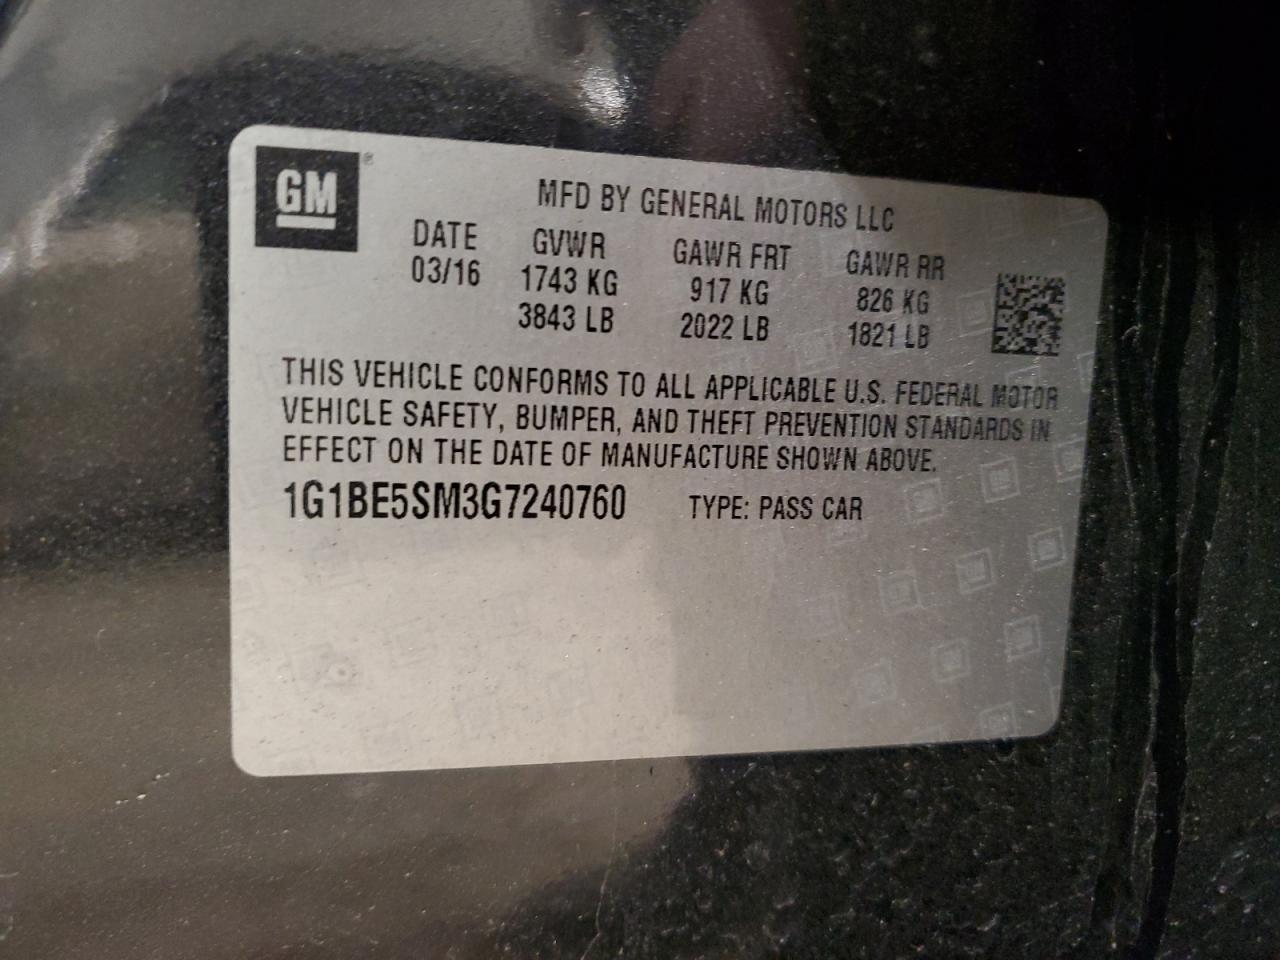 GM®
MFD BY GENERAL MOTORS LLC
DATE GVWR GAWR FRT GAWR RR
03/16 1743 KG 917 KG 826 KG
3843 LB 2022 LB 1821 LB
THIS VEHICLE CONFORMS TO ALL APPLICABLE U.S. FEDERAL MOTOR
VEHICLE SAFETY, BUMPER, AND THEFT PREVENTION STANDARDS IN
EFFECT ON THE DATE OF MANUFACTURE SHOWN ABOVE.
1G1BE5SM3G7240760 TYPE: PASS CAR